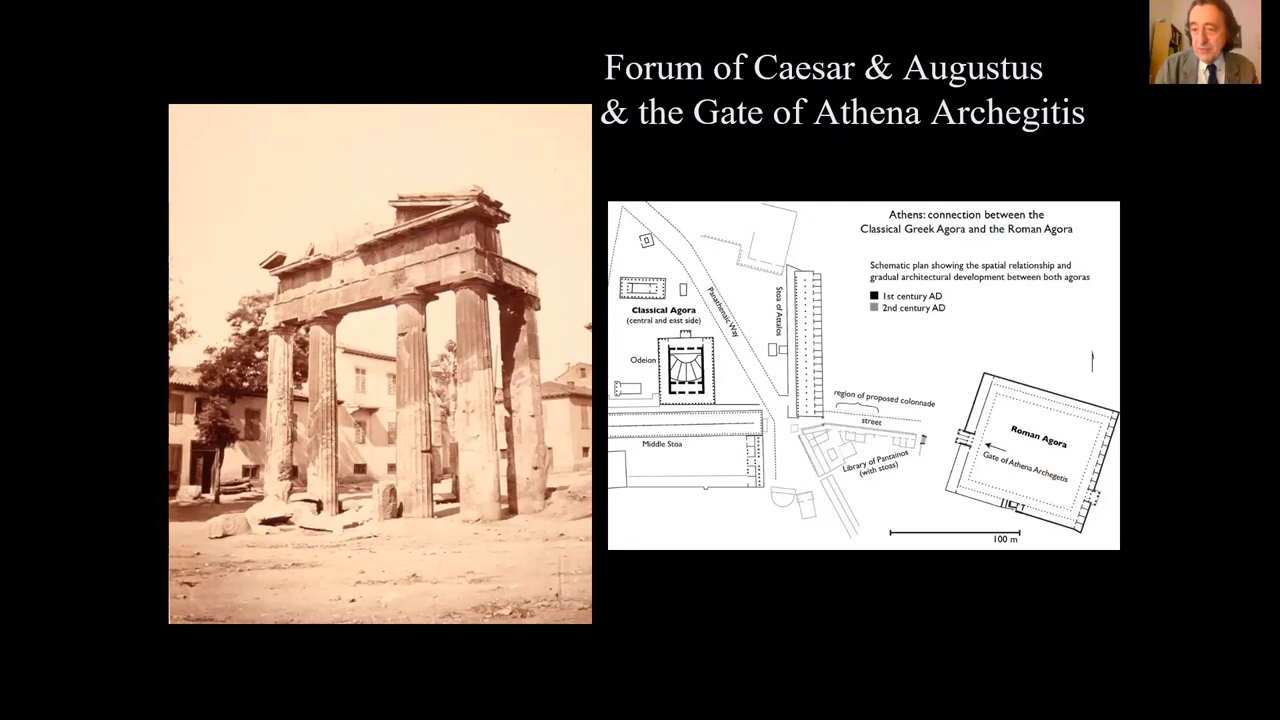 Forum of Caesar & Augustus
& the Gate of Athena Archegitis
Athens: connection between the
Classical Greek Agora and the Roman Agora
Schematic plan showing the spatial relationship and
gradual architectural development between both agoras
1st century AD
2nd century AD
Panathenaic Way
Stoa of Attalos
Classical Agora
(central and east side)
Odeion
region of proposed colonnade
street
Middle Stoa
Library of Pantainos
(with stoas)
Roman Agora
Gate of Athena Archegetis
100 m